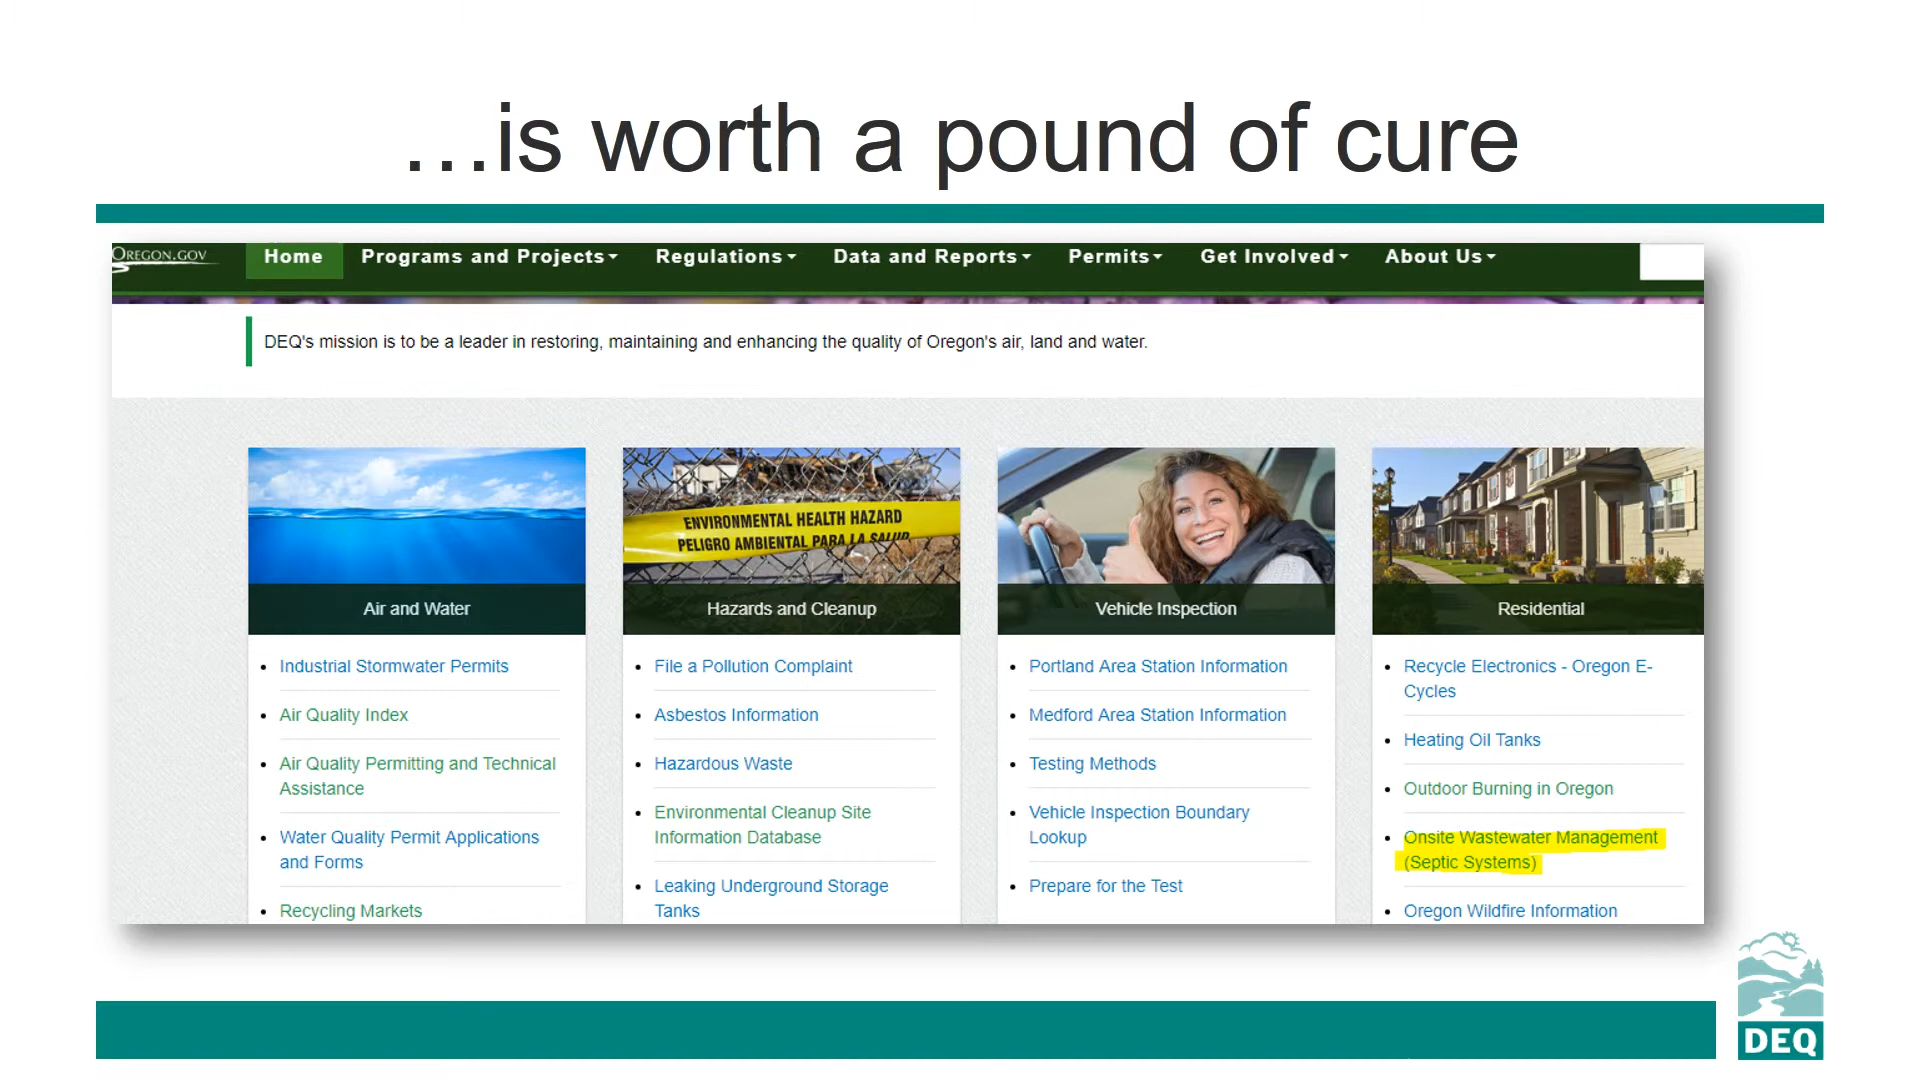 …is worth a pound of cure
OREGON.GOV
Home Programs and Projects Regulations Data and Reports Permits Get Involved About Us
DEQ's mission is to be a leader in restoring, maintaining and enhancing the quality of Oregon's air, land and water.
Air and Water
Industrial Stormwater Permits
Air Quality Index
Air Quality Permitting and Technical
Assistance
Water Quality Permit Applications
and Forms
Recycling Markets
ENVIRONMENTAL HEALTH HAZARD
PELIGRO AMBIENTAL PARA LA SALUD
Hazards and Cleanup
File a Pollution Complaint
Asbestos Information
Hazardous Waste
Environmental Cleanup Site
Information Database
Leaking Underground Storage
Tanks
Vehicle Inspection
Portland Area Station Information
Medford Area Station Information
Testing Methods
Vehicle Inspection Boundary
Lookup
Prepare for the Test
Residential
Recycle Electronics - Oregon E-
Cycles
Heating Oil Tanks
Outdoor Burning in Oregon
Onsite Wastewater Management
(Septic Systems)
Oregon Wildfire Information
DEQ